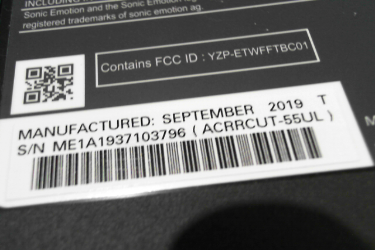 INCLUDING
Sonic Emotion and the Sonic Emotion
registered trademarks of sonic emotion ag.
Contains FCC ID : YZP-ETWFFTBC01
MANUFACTURED: SEPTEMBER 2019 T
S/N ME1A1937103796 ( ACRRCUT-55UL )
M